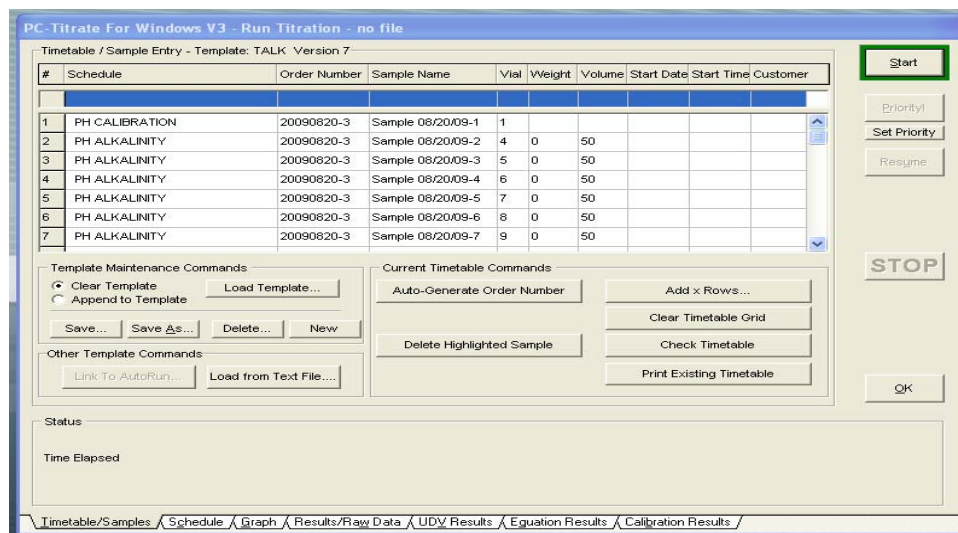 PC-Titrate For Windows V3 - Run Titration - no file
Timetable / Sample Entry - Template: TALK Version 7
# Schedule Order Number Sample Name Vial Weight Volume Start Date Start Time Customer
1 PH CALIBRATION 20090820-3 Sample 08/20/09-1 1
2 PH ALKALINITY 20090820-3 Sample 08/20/09-2 4 0 50
3 PH ALKALINITY 20090820-3 Sample 08/20/09-3 5 0 50
4 PH ALKALINITY 20090820-3 Sample 08/20/09-4 6 0 50
5 PH ALKALINITY 20090820-3 Sample 08/20/09-5 7 0 50
6 PH ALKALINITY 20090820-3 Sample 08/20/09-6 8 0 50
7 PH ALKALINITY 20090820-3 Sample 08/20/09-7 9 0 50
Start
Priority!
Set Priority
Resume
STOP
OK
Template Maintenance Commands
Clear Template
Append to Template
Load Template...
Save... Save As... Delete... New
Other Template Commands
Link To AutoRun... Load from Text File....
Current Timetable Commands
Auto-Generate Order Number
Delete Highlighted Sample
Add x Rows...
Clear Timetable Grid
Check Timetable
Print Existing Timetable
Status
Time Elapsed
Timetable/Samples Schedule Graph Results/Raw Data UDV Results Equation Results Calibration Results